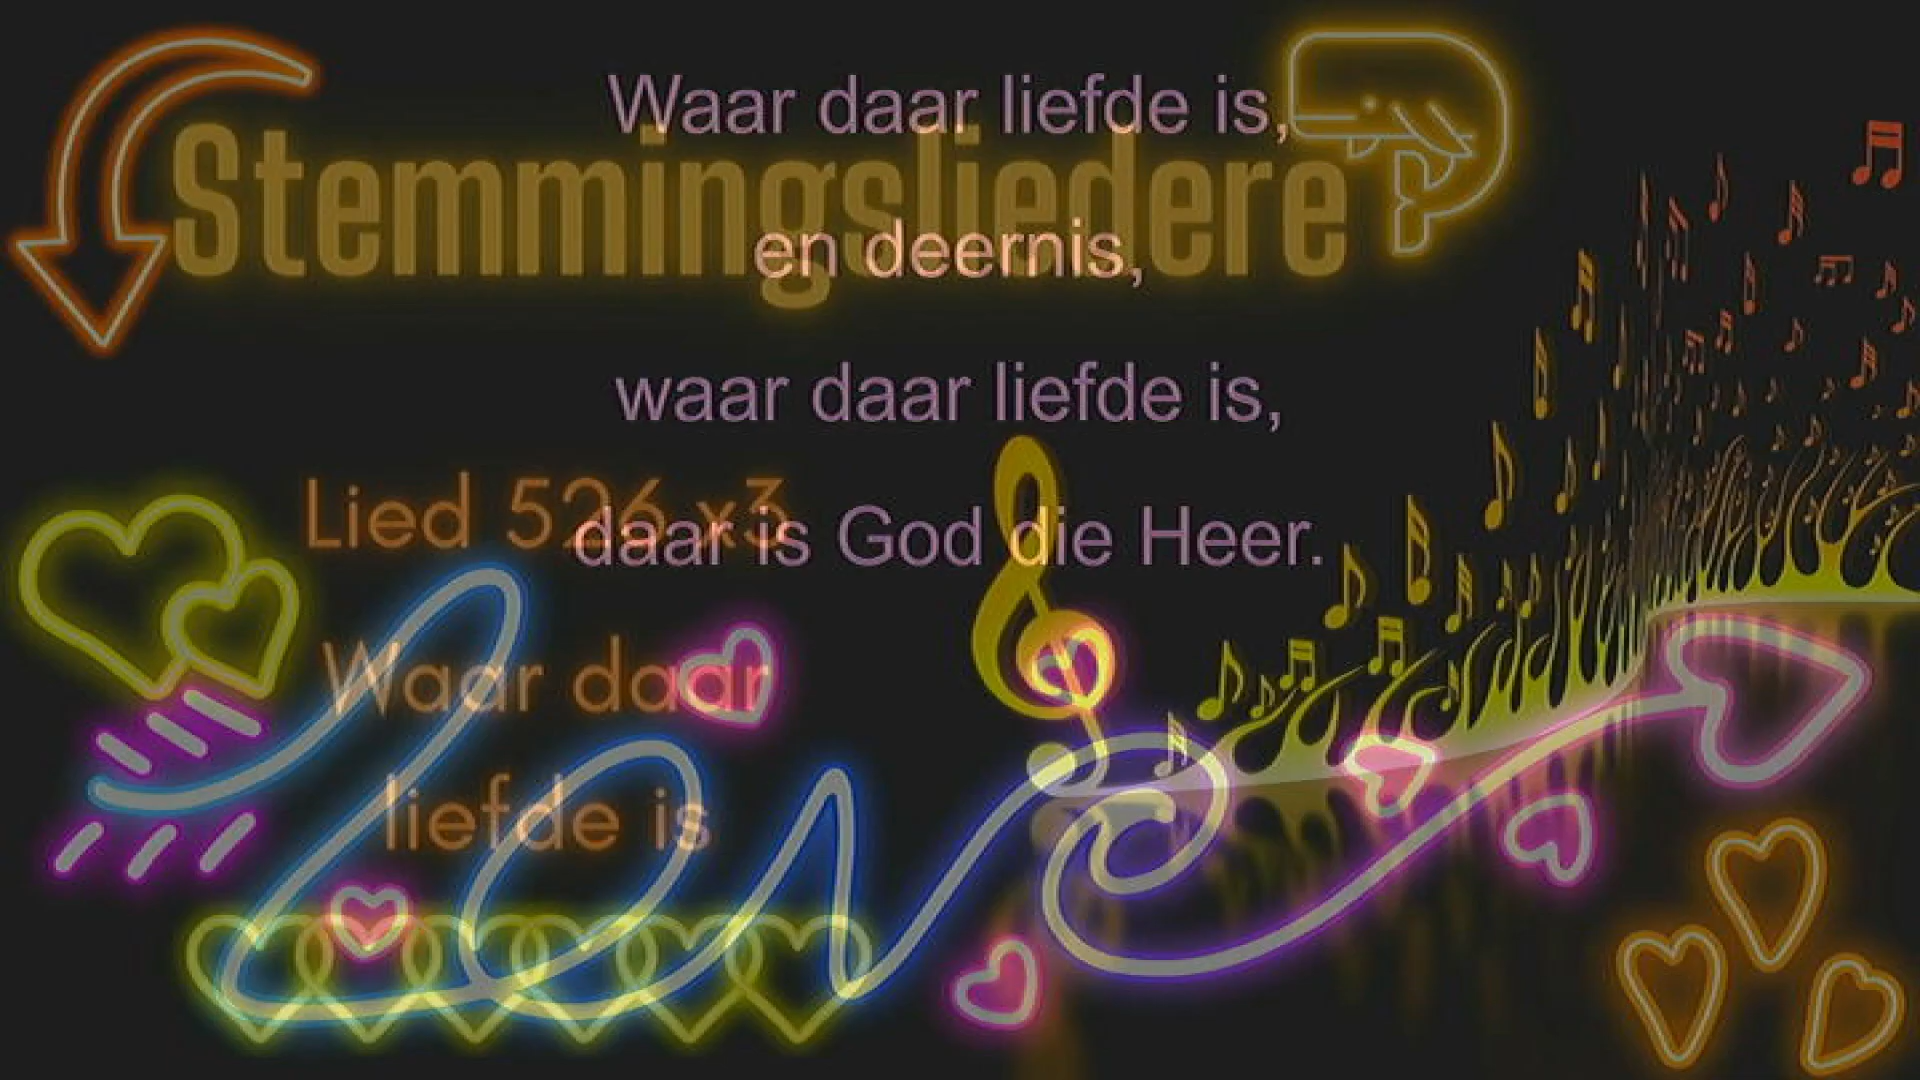 Waar daar liefde is,
Stemmingsliedere
en deernis,
waar daar liefde is,
daar is God die Heer.
Lied 526 x3
Waar daar
liefde is
love